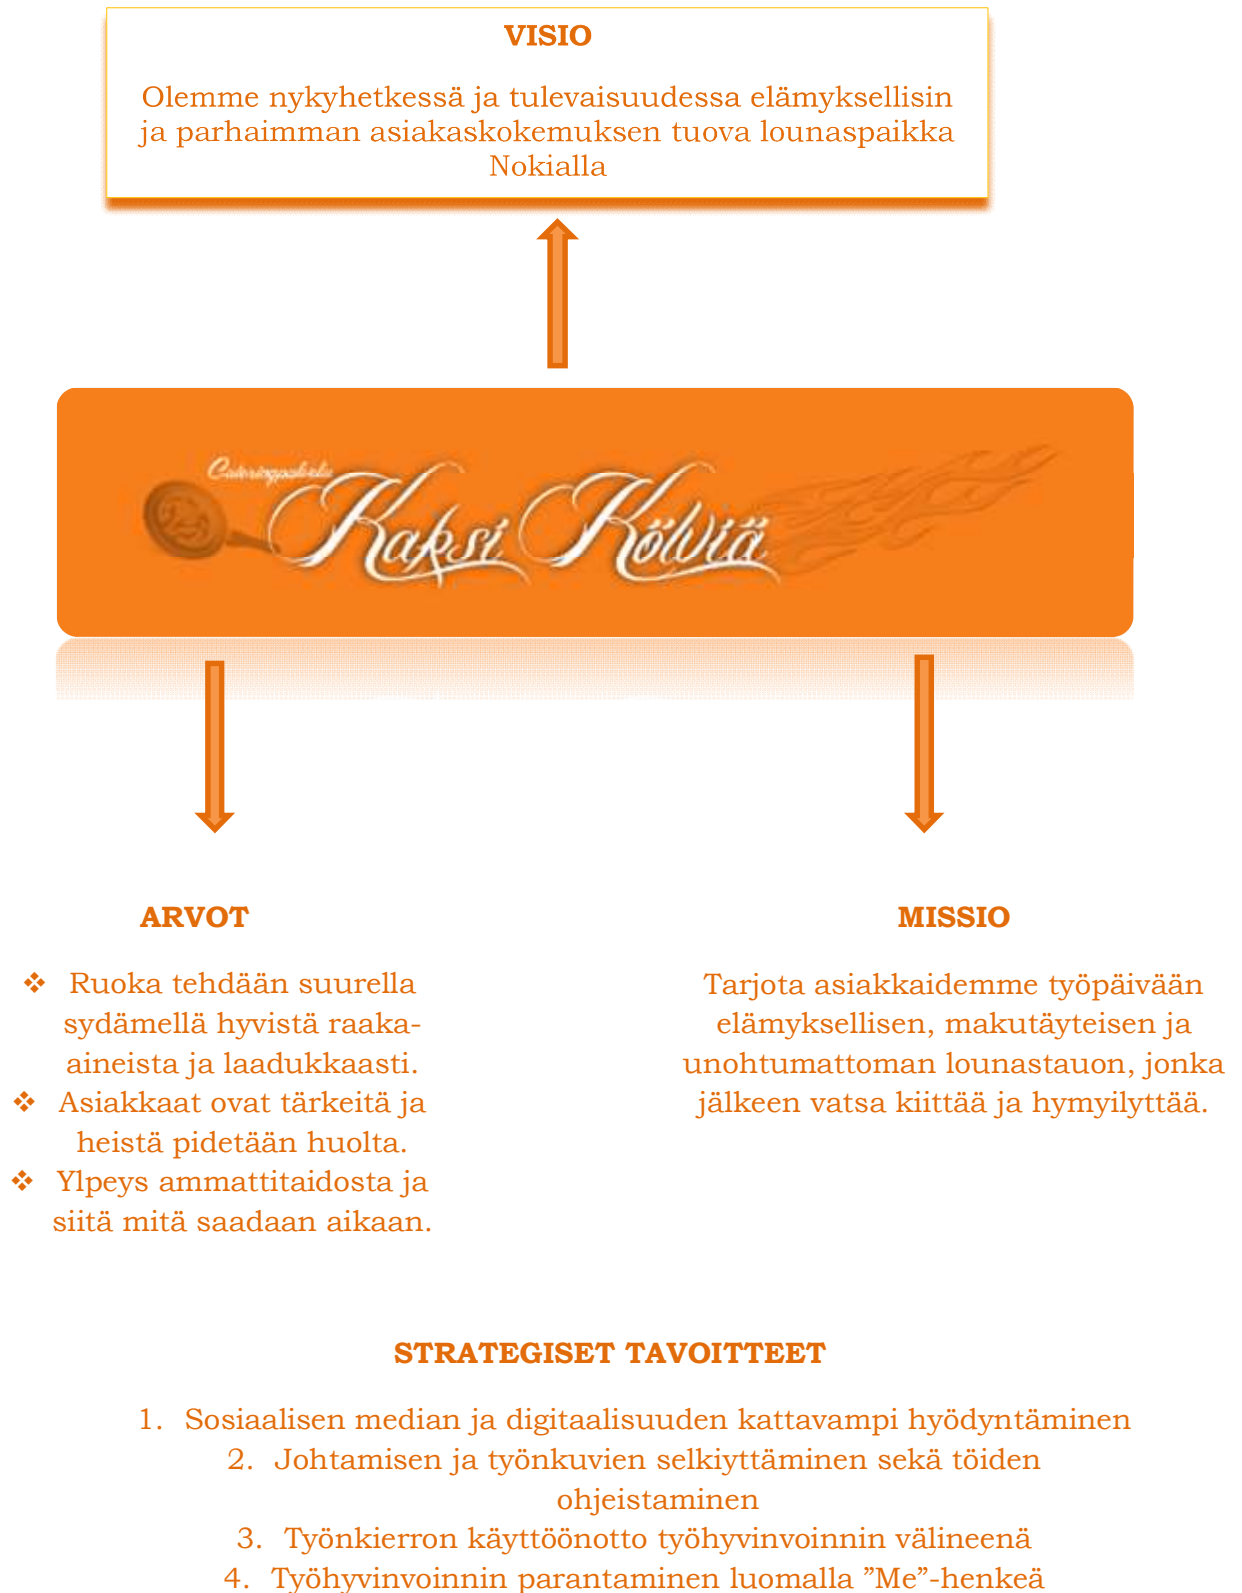 VISIO
Olemme nykyhetkessä ja tulevaisuudessa elämyksellisin
ja parhaimman asiakaskokemuksen tuova lounaspaikka
Nokialla
Cateringpalvelu
Kaksi Kölviä
ARVOT
❖ Ruoka tehdään suurella
sydämellä hyvistä raaka-
aineista ja laadukkaasti.
❖ Asiakkaat ovat tärkeitä ja
heistä pidetään huolta.
❖ Ylpeys ammattitaidosta ja
siitä mitä saadaan aikaan.
MISSIO
Tarjota asiakkaidemme työpäivään
elämyksellisen, makutäyteisen ja
unohtumattoman lounastauon, jonka
jälkeen vatsa kiittää ja hymyilyttää.
STRATEGISET TAVOITTEET
1. Sosiaalisen median ja digitaalisuuden kattavampi hyödyntäminen
2. Johtamisen ja työnkuvien selkiyttäminen sekä töiden
ohjeistaminen
3. Työnkierron käyttöönotto työhyvinvoinnin välineenä
4. Työhyvinvoinnin parantaminen luomalla ”Me”-henkeä